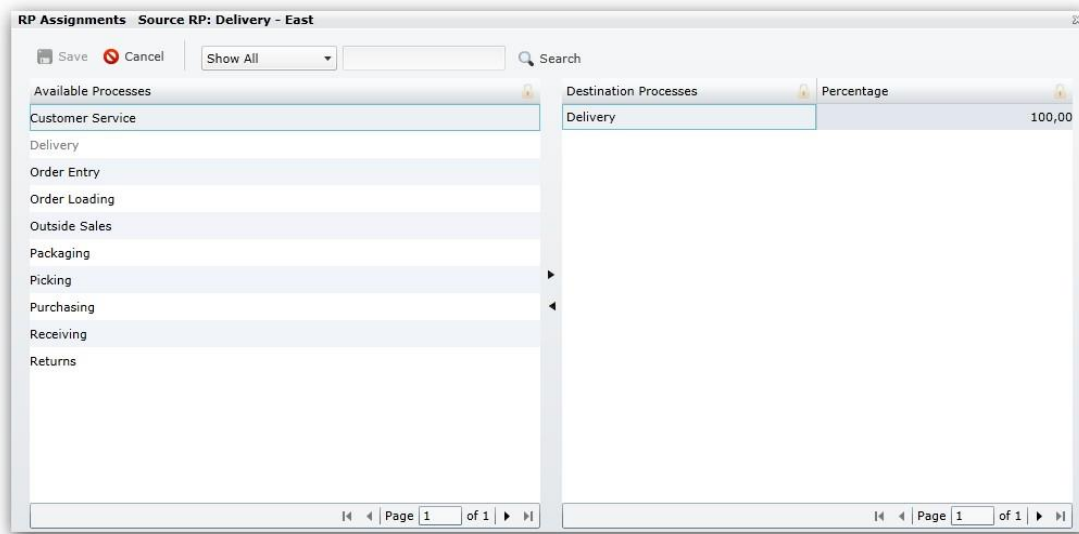 RP Assignments Source RP: Delivery - East
Save Cancel Show All Search
Available Processes
Customer Service
Delivery
Order Entry
Order Loading
Outside Sales
Packaging
Picking
Purchasing
Receiving
Returns
Page 1 of 1
Destination Processes Percentage
Delivery 100,00
Page 1 of 1